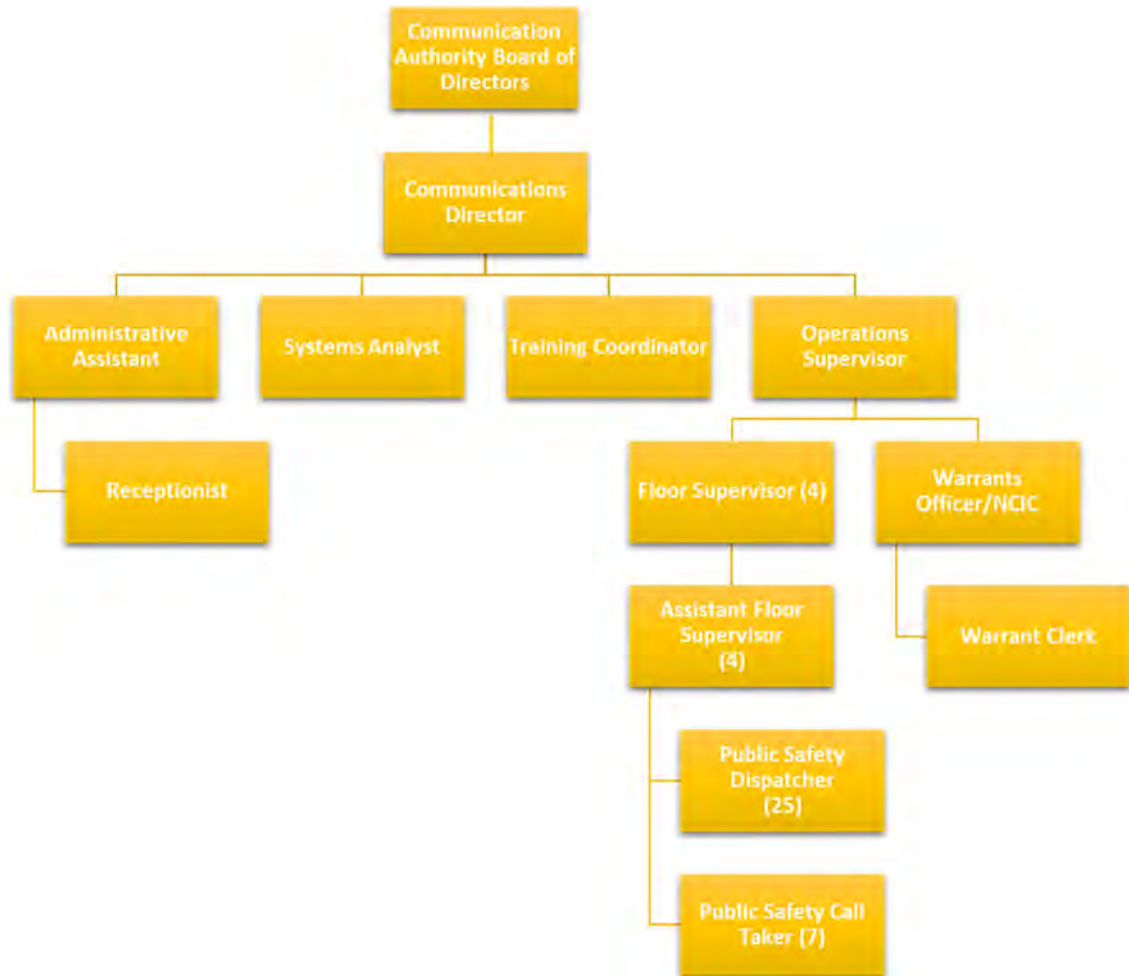 Communication
Authority Board of
Directors
Communications
Director
Administrative
Assistant
Systems Analyst
Training Coordinator
Operations
Supervisor
Receptionist
Floor Supervisor (4)
Warrants
Officer/NCIC
Assistant Floor
Supervisor
(4)
Warrant Clerk
Public Safety
Dispatcher
(25)
Public Safety Call
Taker (7)